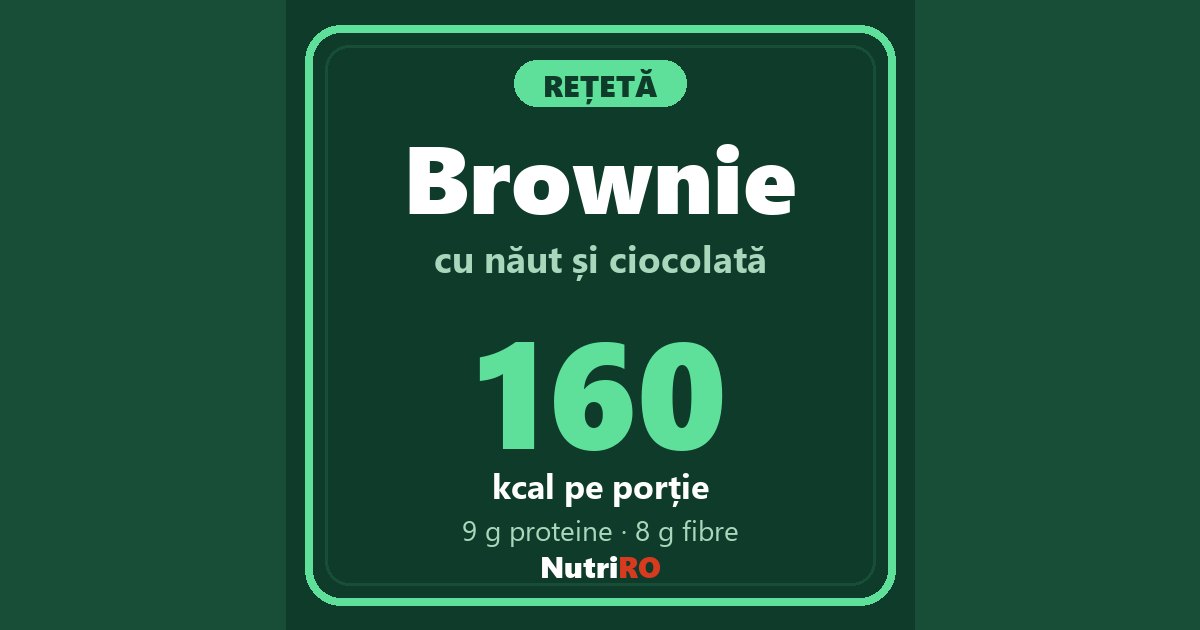 REȚETĂ
Brownie
cu năut și ciocolată
160
kcal pe porție
9 g proteine · 8 g fibre
NutriRO